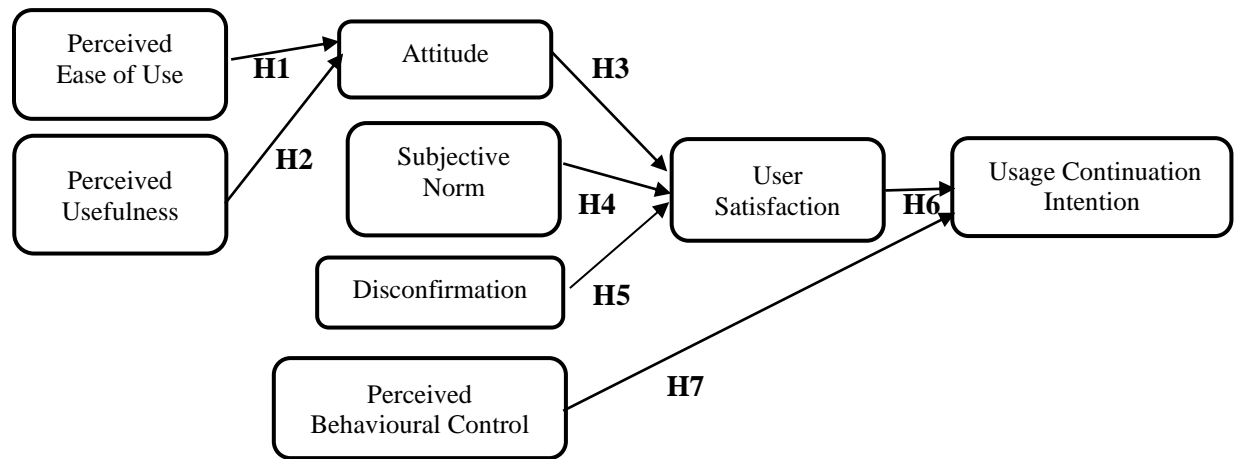 Perceived
Ease of Use
H1
Attitude
H3
Perceived
Usefulness
H2
Subjective
Norm
H4
User
Satisfaction
H6
Usage Continuation
Intention
Disconfirmation
H5
Perceived
Behavioural Control
H7